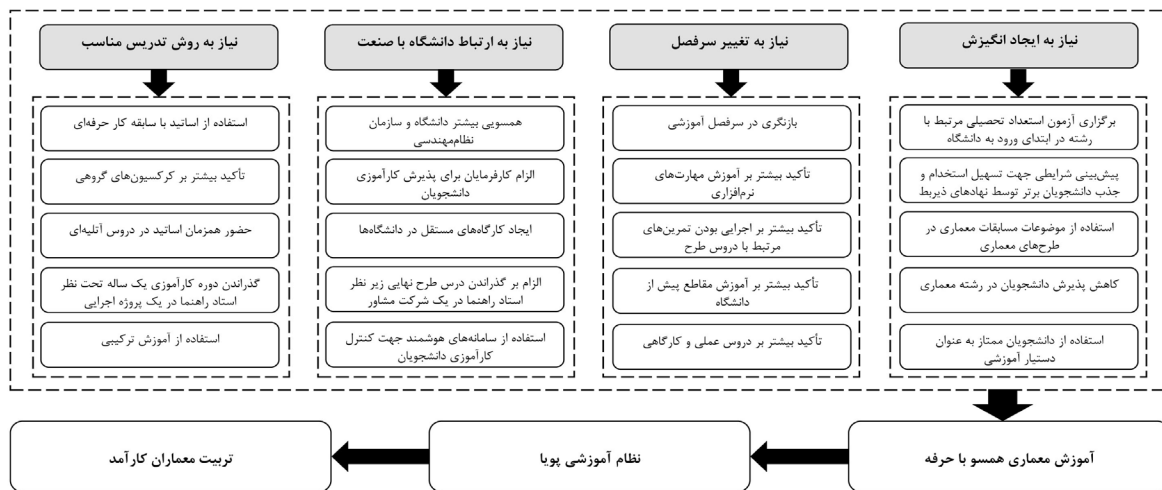 نیاز به ایجاد انگیزش
برگزاری آزمون استعداد تحصیلی مرتبط با
رشته در ابتدای ورود به دانشگاه
پیش‌بینی شرایطی جهت تسهیل استخدام و
جذب دانشجویان برتر توسط نهادهای ذیربط
استفاده از موضوعات مسابقات معماری در
طرح‌های معماری
کاهش پذیرش دانشجویان در رشته معماری
استفاده از دانشجویان ممتاز به عنوان
دستیار آموزشی
نیاز به تغییر سرفصل
بازنگری در سرفصل آموزشی
تأکید بیشتر بر آموزش مهارت‌های
نرم‌افزاری
تأکید بیشتر بر اجرایی بودن تمرین‌های
مرتبط با دروس طرح
تأکید بیشتر بر آموزش مقاطع پیش از
دانشگاه
تأکید بیشتر بر دروس عملی و کارگاهی
نیاز به ارتباط دانشگاه با صنعت
همسویی بیشتر دانشگاه و سازمان
نظام‌مهندسی
الزام کارفرمایان برای پذیرش کارآموزی
دانشجویان
ایجاد کارگاه‌های مستقل در دانشگاه‌ها
الزام بر گذراندن درس طرح نهایی زیر نظر
استاد راهنما در یک شرکت مشاور
استفاده از سامانه‌های هوشمند جهت کنترل
کارآموزی دانشجویان
نیاز به روش تدریس مناسب
استفاده از اساتید با سابقه کار حرفه‌ای
تأکید بیشتر بر کرکسیون‌های گروهی
حضور همزمان اساتید در دروس آتلیه‌ای
گذراندن دوره کارآموزی یک ساله تحت نظر
استاد راهنما در یک پروژه اجرایی
استفاده از آموزش ترکیبی
آموزش معماری همسو با حرفه
نظام آموزشی پویا
تربیت معماران کارآمد